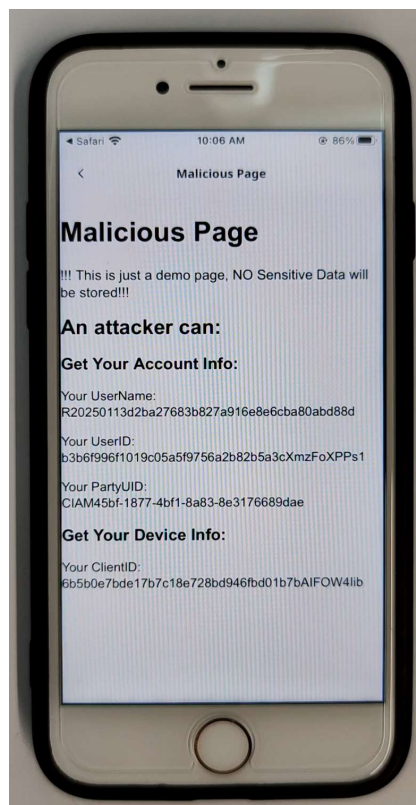 ◀ Safari
10:06 AM
86%
<
Malicious Page
Malicious Page
!!! This is just a demo page, NO Sensitive Data will
be stored!!!
An attacker can:
Get Your Account Info:
Your UserName:
R20250113d2ba27683b827a916e8e6cba80abd88d
Your UserID:
b3b6f996f1019c05a5f9756a2b82b5a3cXmzFoXPPs1
Your PartyUID:
CIAM45bf-1877-4bf1-8a83-8e3176689dae
Get Your Device Info:
Your ClientID:
6b5b0e7bde17b7c18e728bd946fbd01b7bAIFOW4lib